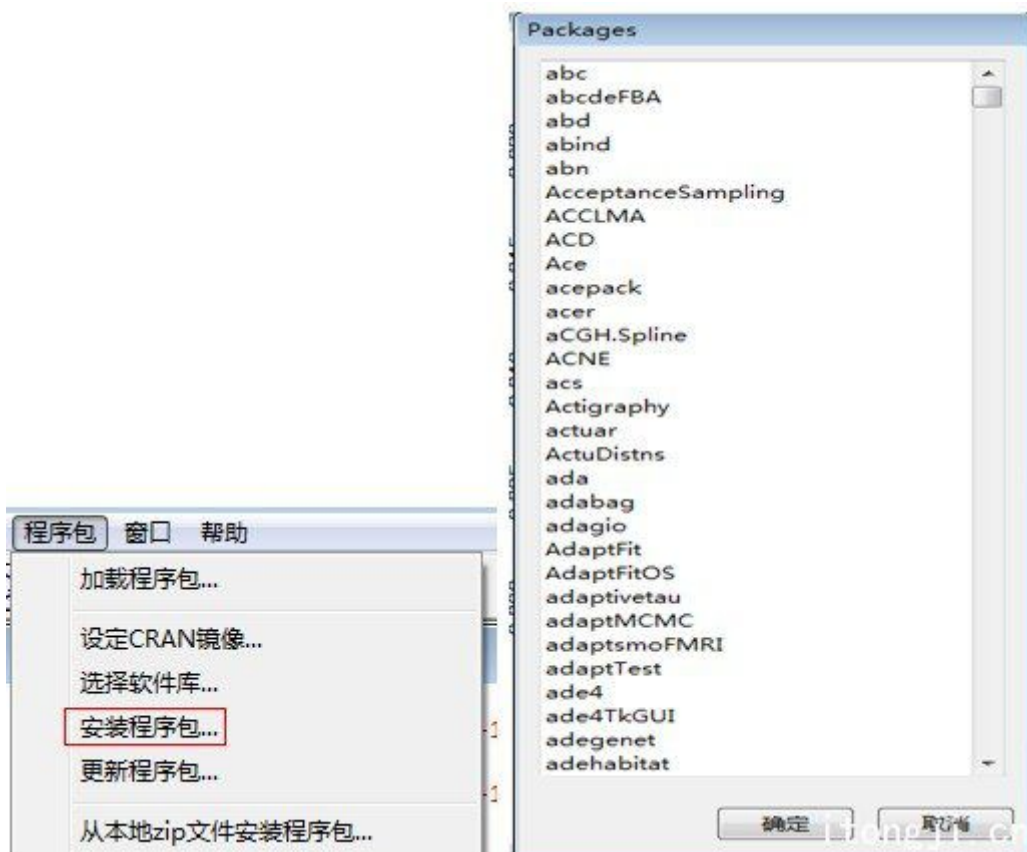 程序包 窗口 帮助
加载程序包...
设定CRAN镜像...
选择软件库...
安装程序包...
更新程序包...
从本地zip文件安装程序包...
Packages
abc
abcdeFBA
abd
abind
abn
AcceptanceSampling
ACCLMA
ACD
Ace
acepack
acer
aCGH.Spline
ACNE
acs
Actigraphy
actuar
ActuDistns
ada
adabag
adagio
AdaptFit
AdaptFitOS
adaptivetau
adaptMCMC
adaptsmoFMRI
adaptTest
ade4
ade4TkGUI
adegenet
adehabitat
确定 取消
itongji.cn